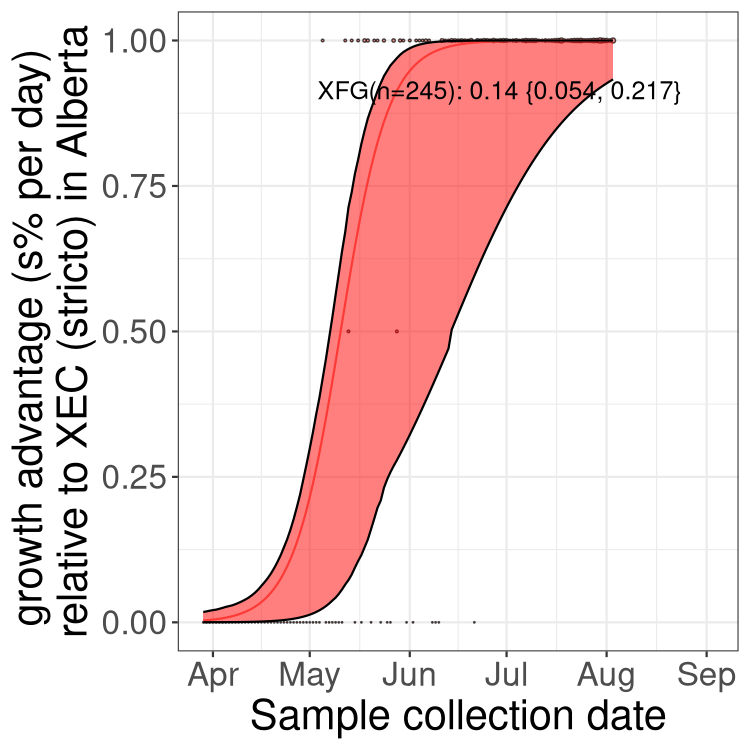 growth advantage (s% per day)
relative to XEC (stricto) in Alberta
1.00
0.75
0.50
0.25
0.00
XFG(n=245): 0.14 {0.054, 0.217}
Apr May Jun Jul Aug Sep
Sample collection date